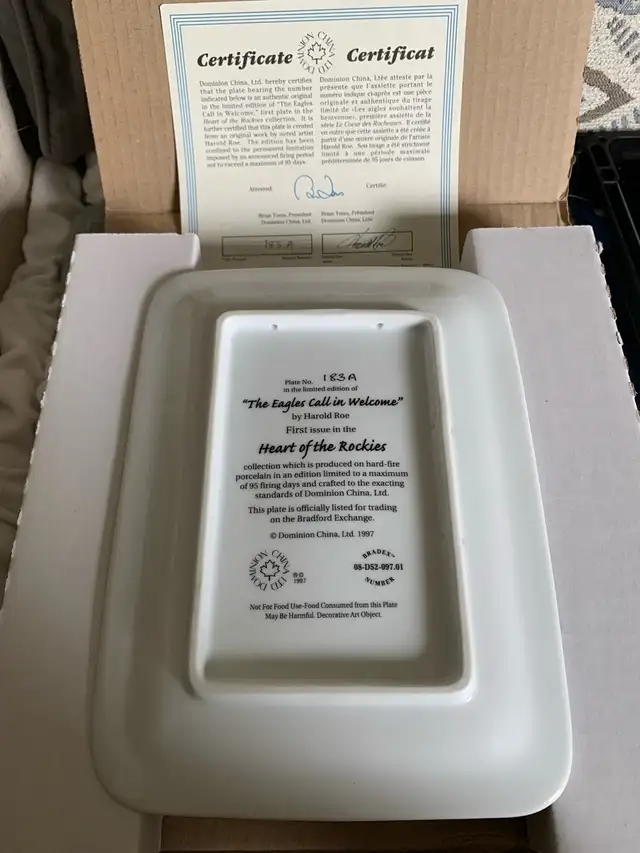 Certificate
Certificat
DOMINION CHINA LTD
Dominion China, Ltd. hereby certifies
that the plate bearing the number
indicated below is an authentic original
in the limited edition of "The Eagles
Call in Welcome," first plate in the
Heart of the Rockies collection. It is
further certified that this plate is created
from an original work by noted artist
Harold Roe. The edition has been
confined to the permanent limitation
imposed by an announced firing period
not to exceed a maximum of 95 days.
Dominion China, Ltée atteste par la
présente que l'assiette portant le
numéro indiqué ci-après est une pièce
originale et authentique du tirage
limité de «Les aigles souhaitent la
bienvenue», première assiette de la
série Le Coeur des Rocheuses. Il certifie
en outre que cette assiette a été créée à
partir d'une oeuvre originale de l'artiste
Harold Roe. Son tirage a été strictement
limité à une période maximale
prédéterminée de 95 jours de cuisson.
Attested:
Certifié:
Brian Totos, President
Dominion China, Ltd.
Brian Totos, Président
Dominion China, Ltée
183A
Plate No. 183A
in the limited edition of
"The Eagles Call in Welcome"
by Harold Roe
First issue in the
Heart of the Rockies
collection which is produced on hard-fire
porcelain in an edition limited to a maximum
of 95 firing days and crafted to the exacting
standards of Dominion China, Ltd.
This plate is officially listed for trading
on the Bradford Exchange.
© Dominion China, Ltd. 1997
DOMINION CHINA LTD
®©
1997
BRADEX™
08-D52-097.01
NUMBER
Not For Food Use-Food Consumed from this Plate
May Be Harmful. Decorative Art Object.